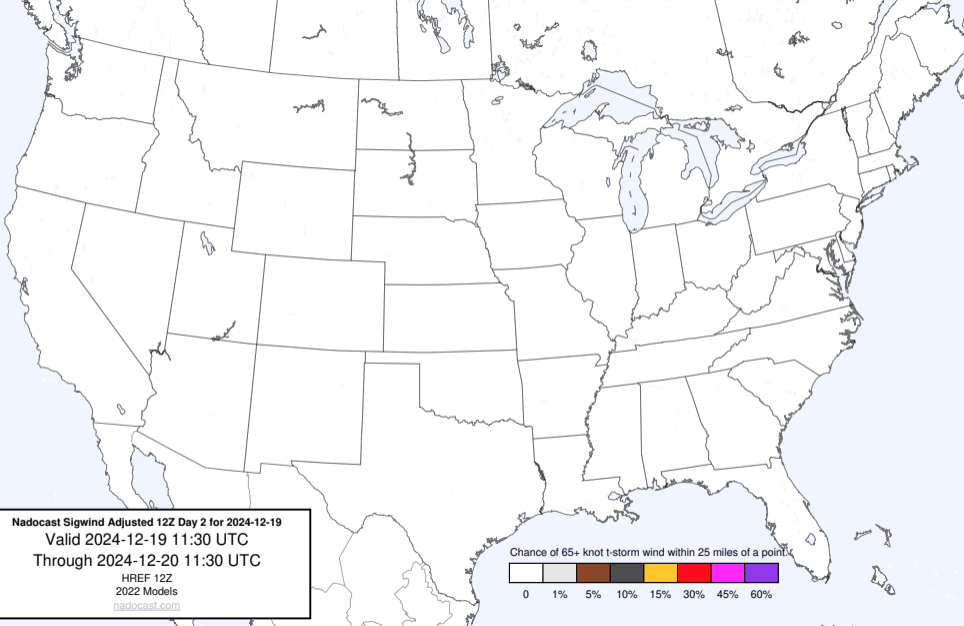 Nadocast Sigwind Adjusted 12Z Day 2 for 2024-12-19
Valid 2024-12-19 11:30 UTC
Through 2024-12-20 11:30 UTC
HREF 12Z
2022 Models
nadocast.com
Chance of 65+ knot t-storm wind within 25 miles of a point.
0 1% 5% 10% 15% 30% 45% 60%